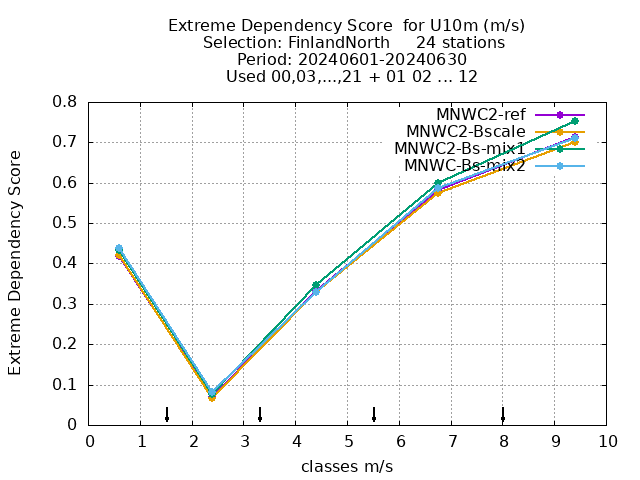 Extreme Dependency Score  for U10m (m/s)
Selection: FinlandNorth     24 stations
Period: 20240601-20240630
Used 00,03,...,21 + 01 02 ... 12
MNWC2-ref
MNWC2-Bscale
MNWC2-Bs-mix1
MNWC-Bs-mix2
Extreme Dependency Score
0.8
0.7
0.6
0.5
0.4
0.3
0.2
0.1
0
0 1 2 3 4 5 6 7 8 9 10
classes m/s